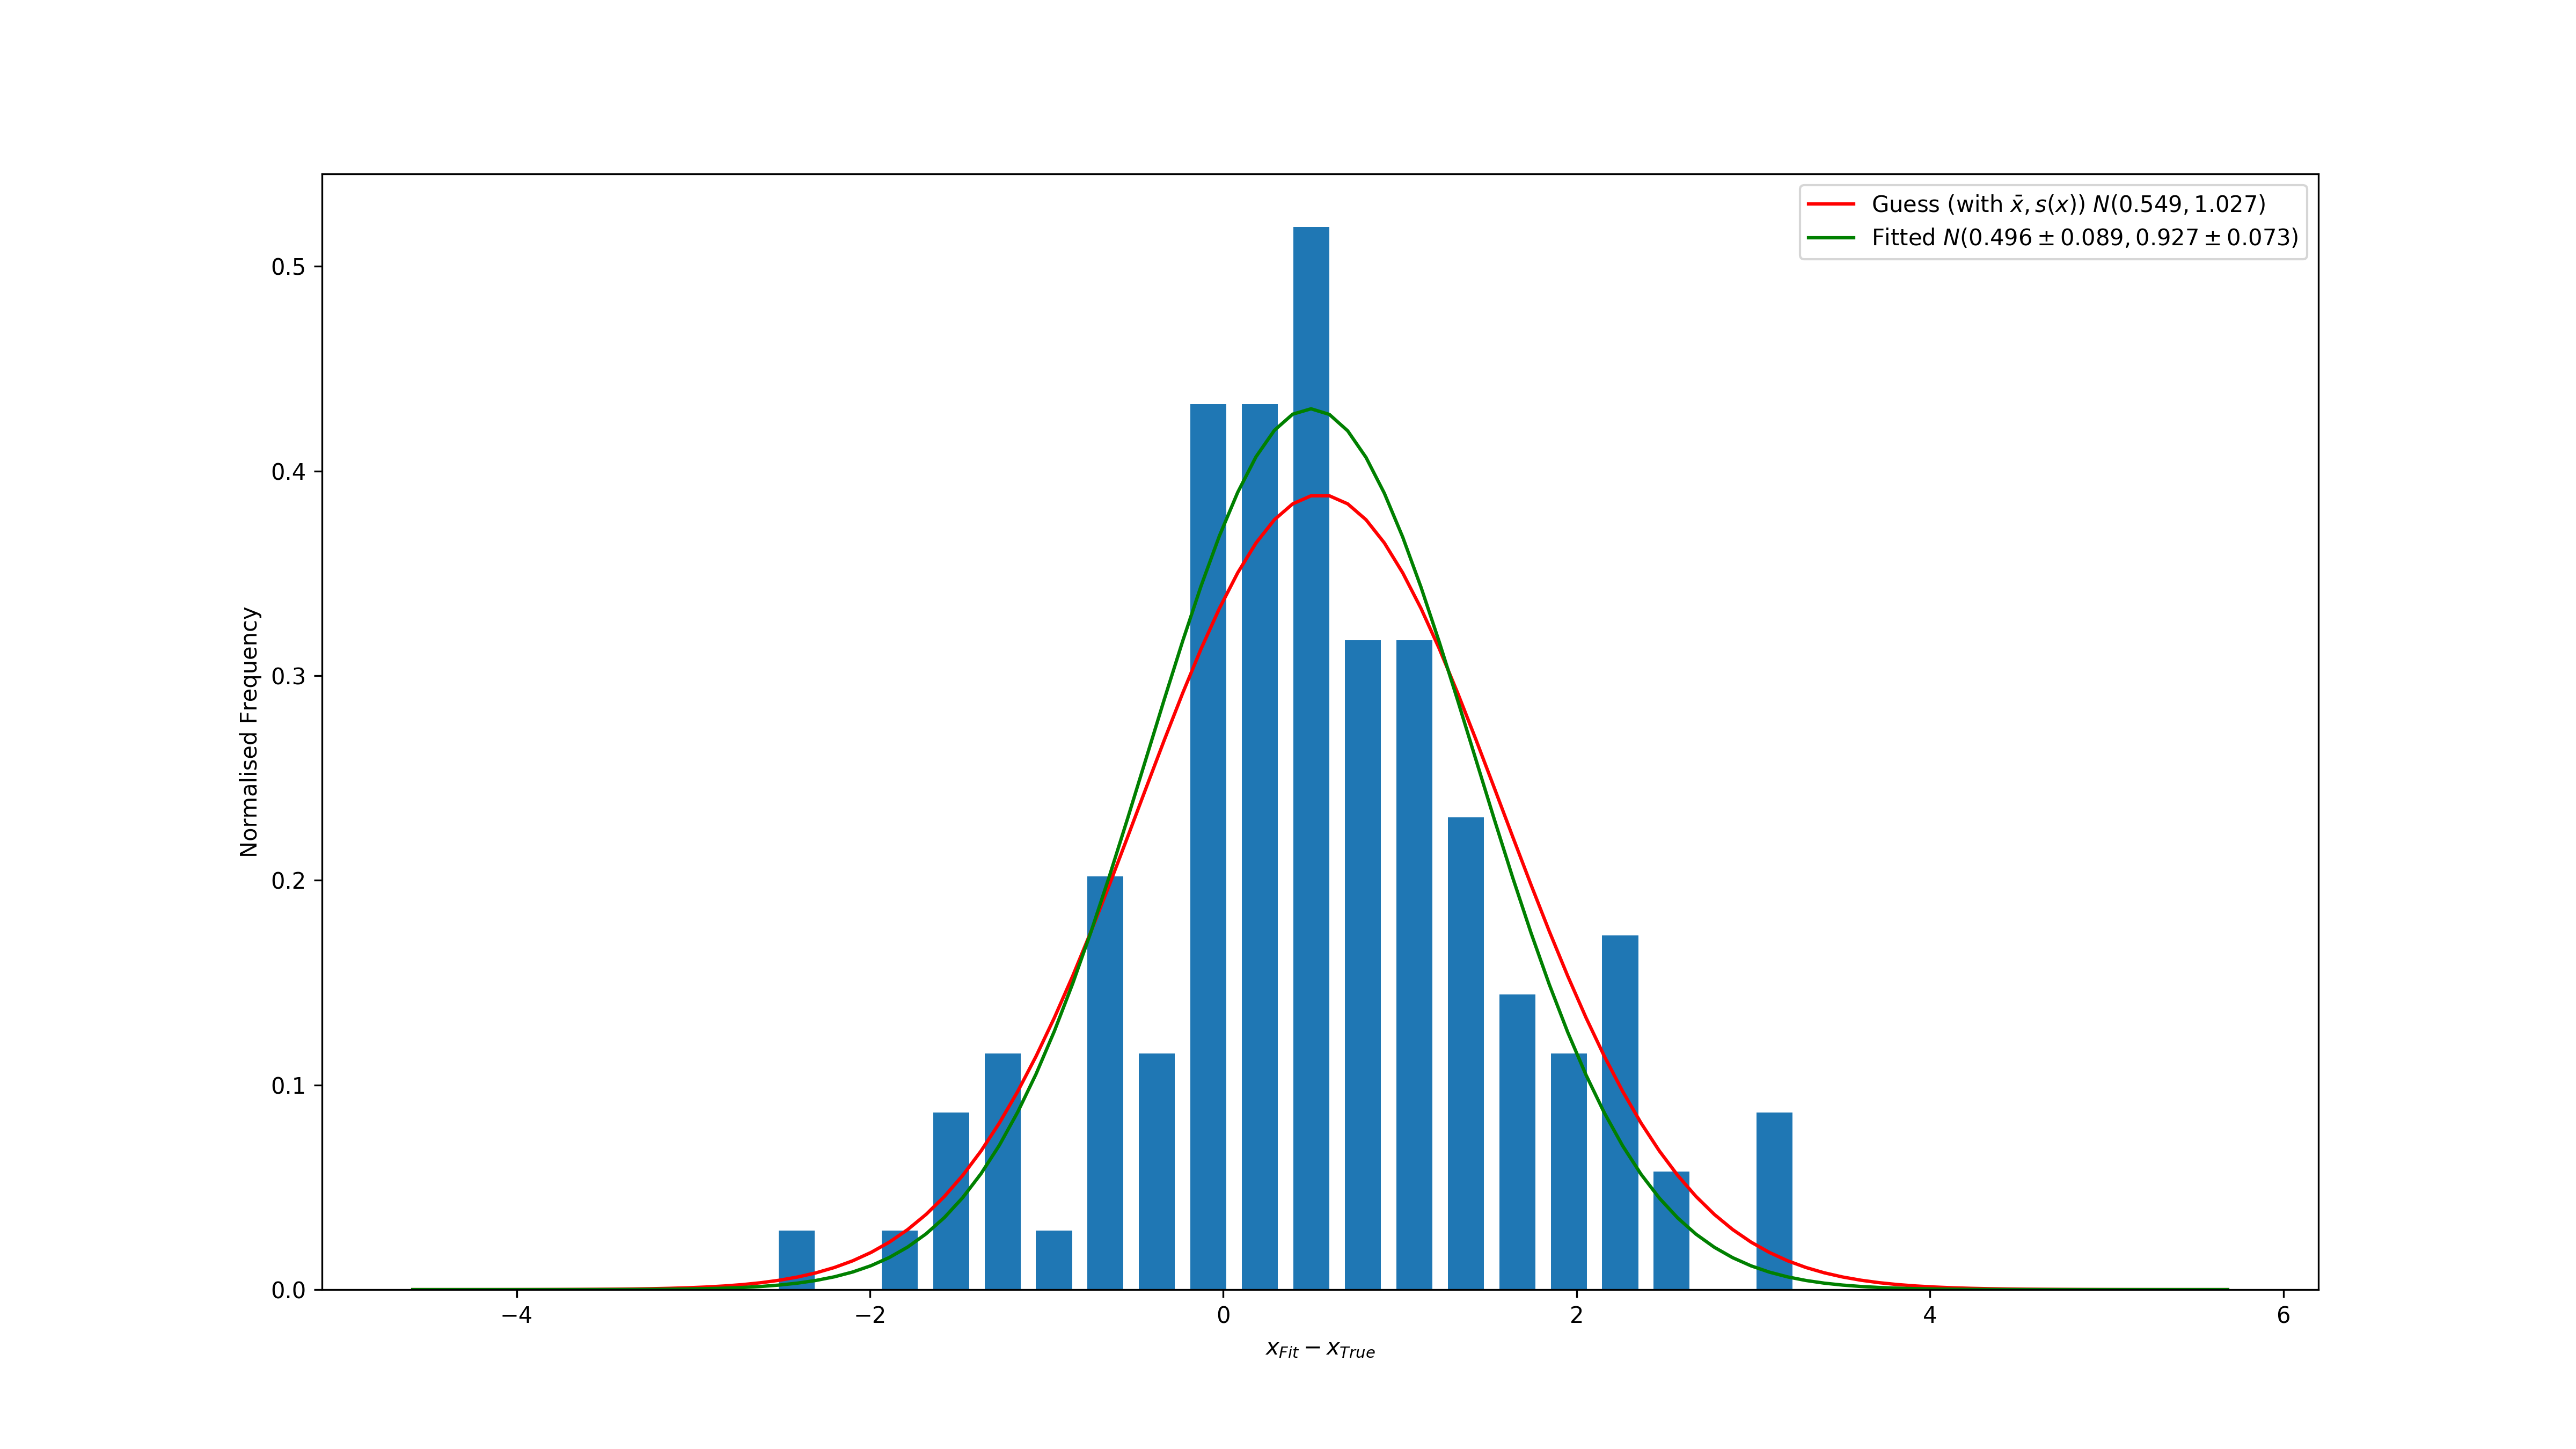 Guess (with x̄, s(x)) N(0.549, 1.027)
Fitted N(0.496 ± 0.089, 0.927 ± 0.073)
0.5
0.4
0.3
0.2
0.1
0.0
Normalised Frequency
−4 −2 0 2 4 6
x_Fit − x_True